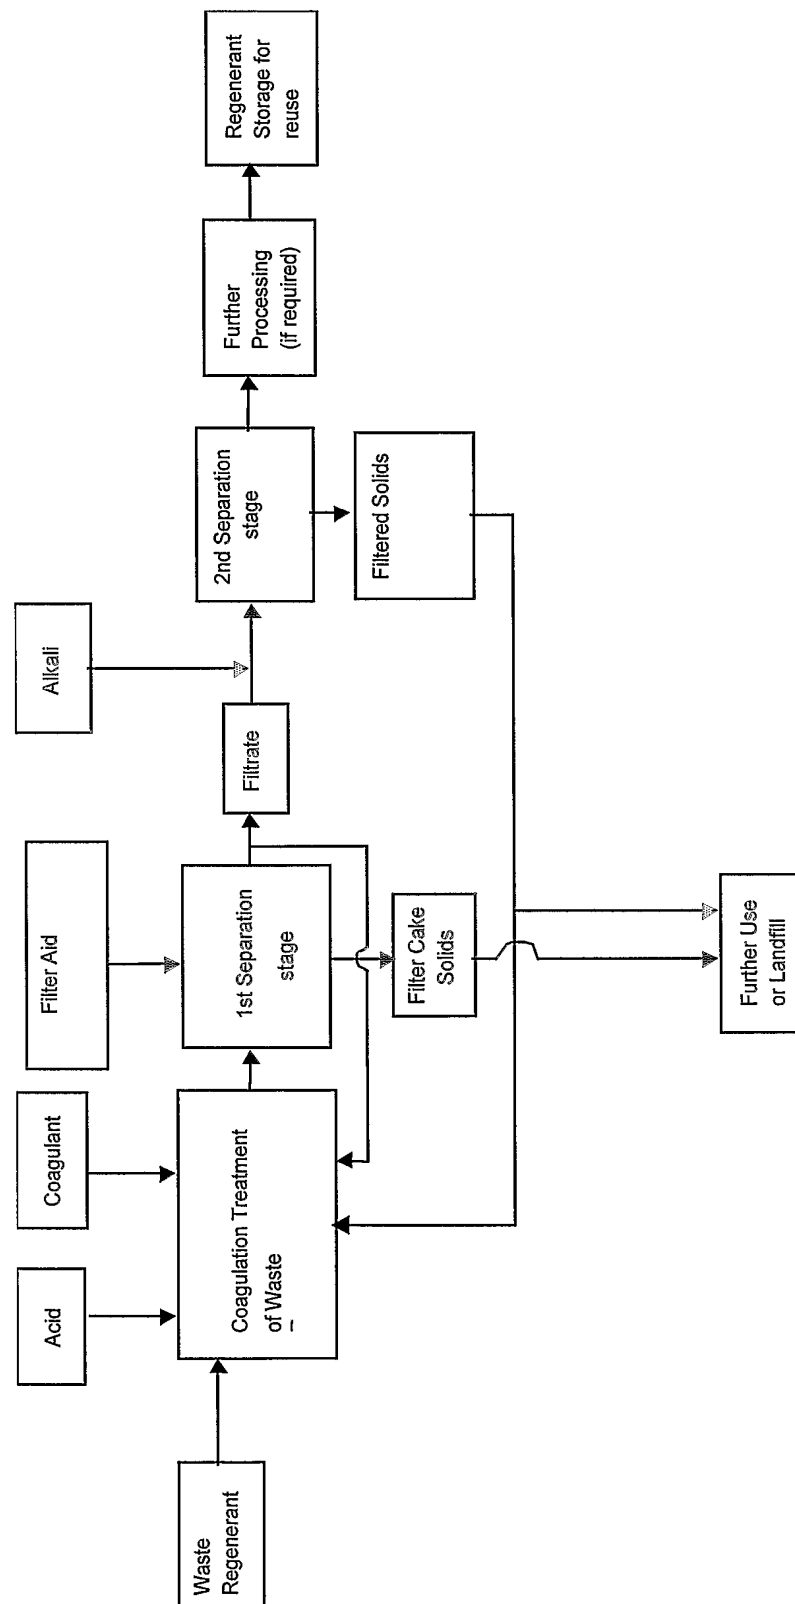 Waste
Regenerant
Acid
Coagulant
Coagulation Treatment
of Waste
Filter Aid
1st Separation
stage
Filter Cake
Solids
Filtrate
Alkali
2nd Separation
stage
Filtered Solids
Further
Processing
(if required)
Regenerant
Storage for
reuse
Further Use
or Landfill